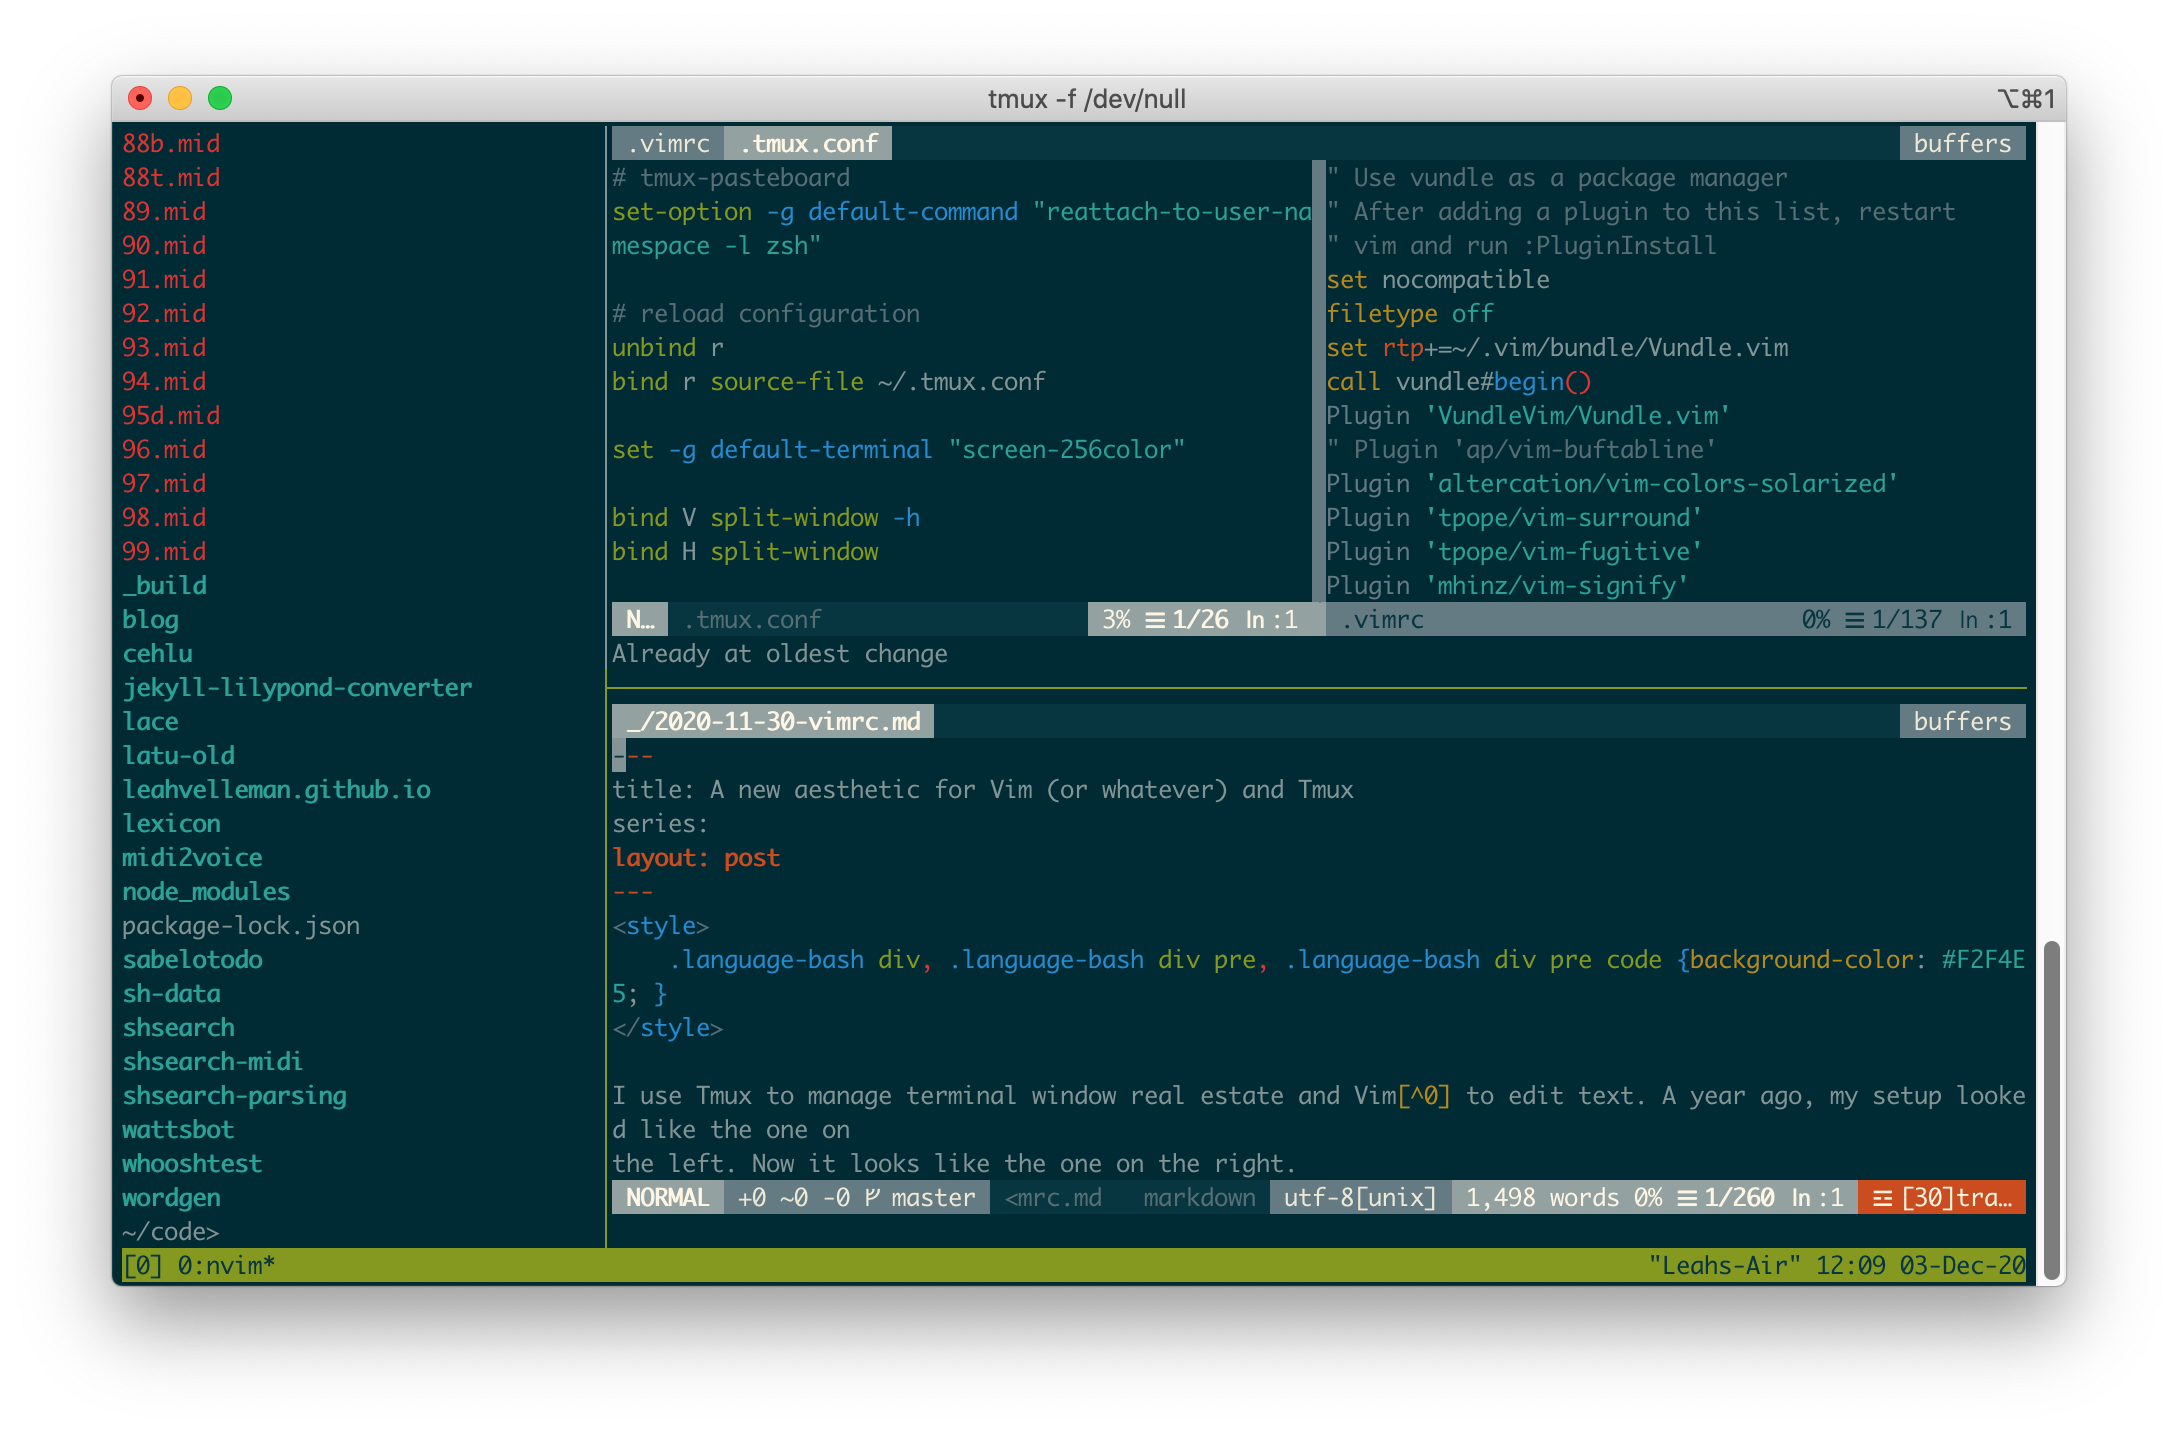 tmux -f /dev/null
⌥⌘1
88b.mid
88t.mid
89.mid
90.mid
91.mid
92.mid
93.mid
94.mid
95d.mid
96.mid
97.mid
98.mid
99.mid
_build
blog
cehlu
jekyll-lilypond-converter
lace
latu-old
leahvelleman.github.io
lexicon
midi2voice
node_modules
package-lock.json
sabelotodo
sh-data
shsearch
shsearch-midi
shsearch-parsing
wattsbot
whooshtest
wordgen
~/code>
.vimrc .tmux.conf buffers
# tmux-pasteboard
set-option -g default-command "reattach-to-user-na
mespace -l zsh"
# reload configuration
unbind r
bind r source-file ~/.tmux.conf
set -g default-terminal "screen-256color"
bind V split-window -h
bind H split-window
N… .tmux.conf 3% ☰ 1/26 ln :1
" Use vundle as a package manager
" After adding a plugin to this list, restart
" vim and run :PluginInstall
set nocompatible
filetype off
set rtp+=~/.vim/bundle/Vundle.vim
call vundle#begin()
Plugin 'VundleVim/Vundle.vim'
" Plugin 'ap/vim-buftabline'
Plugin 'altercation/vim-colors-solarized'
Plugin 'tpope/vim-surround'
Plugin 'tpope/vim-fugitive'
Plugin 'mhinz/vim-signify'
.vimrc 0% ☰ 1/137 ln :1
Already at oldest change
_/2020-11-30-vimrc.md buffers
---
title: A new aesthetic for Vim (or whatever) and Tmux
series:
layout: post
---
<style>
.language-bash div, .language-bash div pre, .language-bash div pre code {background-color: #F2F4E
5; }
</style>
I use Tmux to manage terminal window real estate and Vim[^0] to edit text. A year ago, my setup looke
d like the one on
the left. Now it looks like the one on the right.
NORMAL +0 ~0 -0 master <mrc.md markdown utf-8[unix] 1,498 words 0% ☰ 1/260 ln :1 ☲ [30]tra…
[0] 0:nvim* "Leahs-Air" 12:09 03-Dec-20